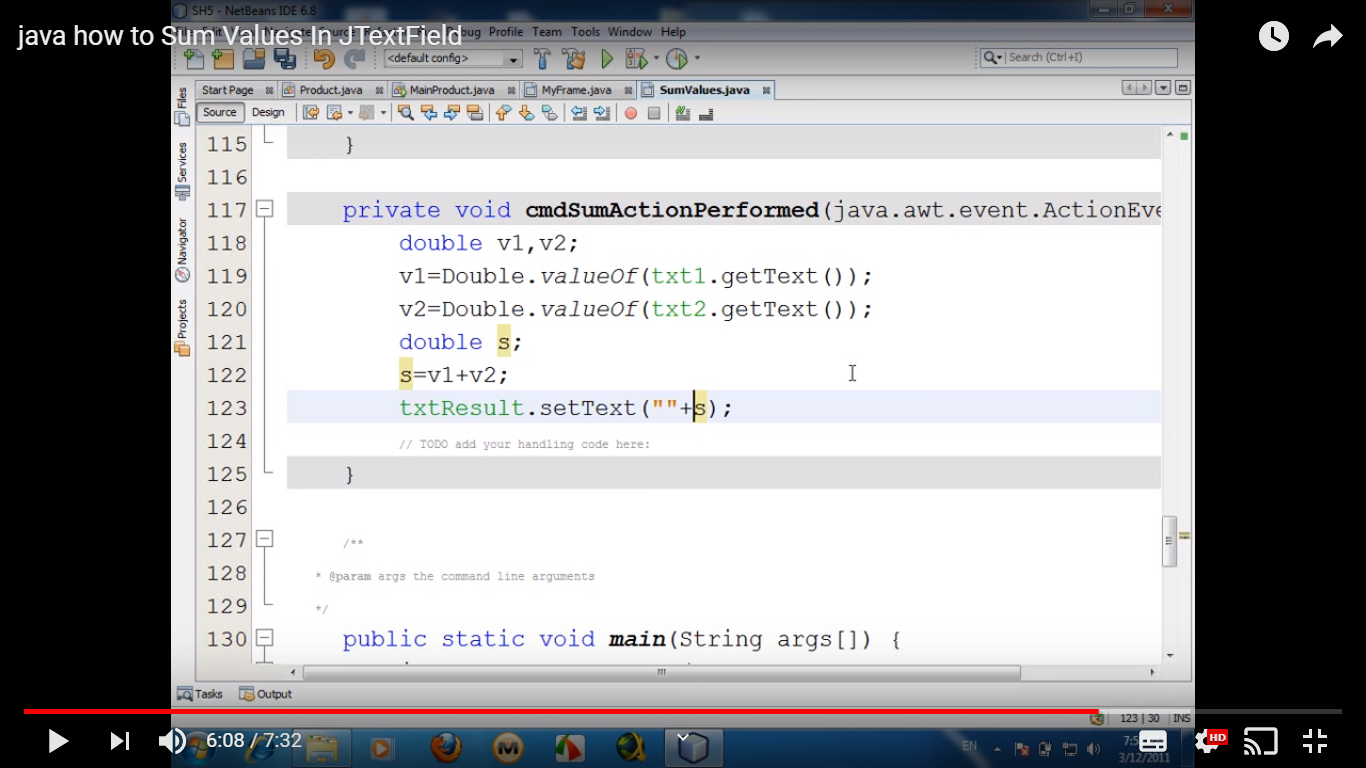 SH5 - NetBeans IDE 6.8
java how to Sum Values In JTextField
Profile Team Tools Window Help
<default config>
Search (Ctrl+I)
Start Page Product.java MainProduct.java MyFrame.java SumValues.java
Source Design
Files
Services
Navigator
Projects
115 }
116
117 private void cmdSumActionPerformed(java.awt.event.ActionEve
118 double v1,v2;
119 v1=Double.valueOf(txt1.getText());
120 v2=Double.valueOf(txt2.getText());
121 double s;
122 s=v1+v2;
123 txtResult.setText(""+s);
124 // TODO add your handling code here:
125 }
126
127 /**
128 * @param args the command line arguments
129 */
130 public static void main(String args[]) {
Tasks Output
123 | 30 INS
6:08 / 7:32
HD
EN
3/12/2011